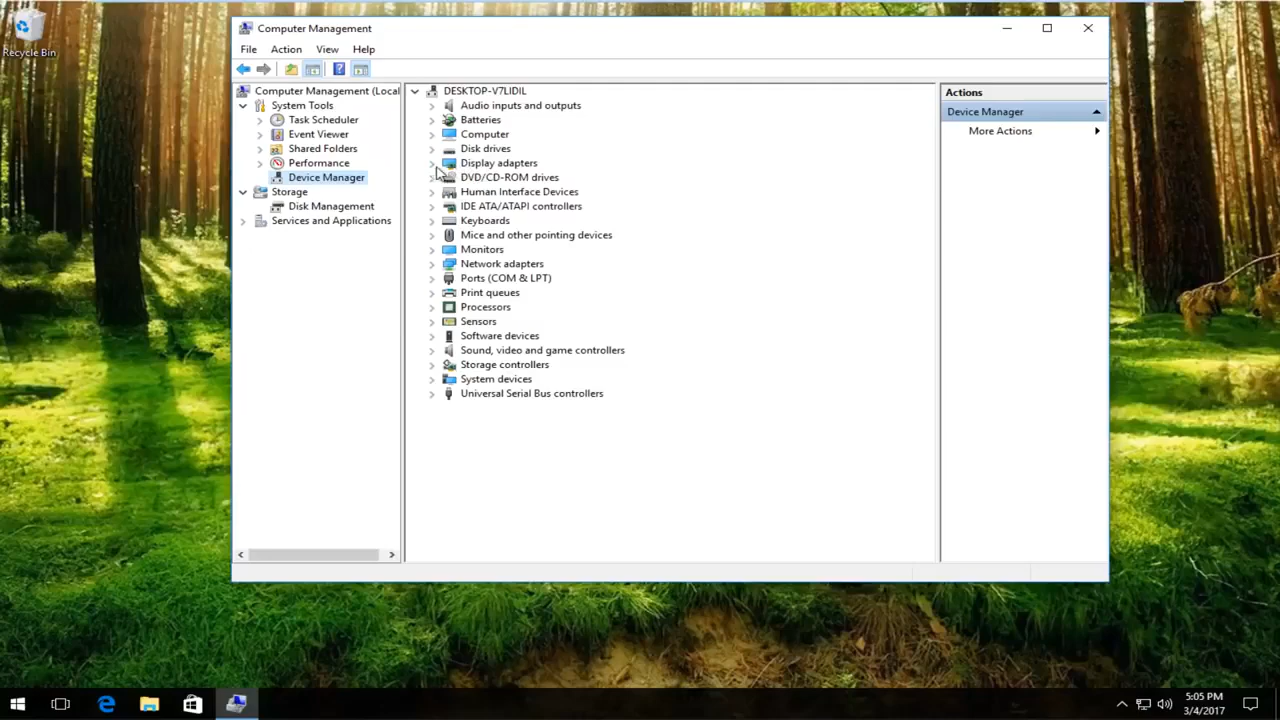 Recycle Bin
Computer Management
File Action View Help
Computer Management (Local
System Tools
Task Scheduler
Event Viewer
Shared Folders
Performance
Device Manager
Storage
Disk Management
Services and Applications
DESKTOP-V7LIDIL
Audio inputs and outputs
Batteries
Computer
Disk drives
Display adapters
DVD/CD-ROM drives
Human Interface Devices
IDE ATA/ATAPI controllers
Keyboards
Mice and other pointing devices
Monitors
Network adapters
Ports (COM & LPT)
Print queues
Processors
Sensors
Software devices
Sound, video and game controllers
Storage controllers
System devices
Universal Serial Bus controllers
Actions
Device Manager
More Actions
5:05 PM
3/4/2017